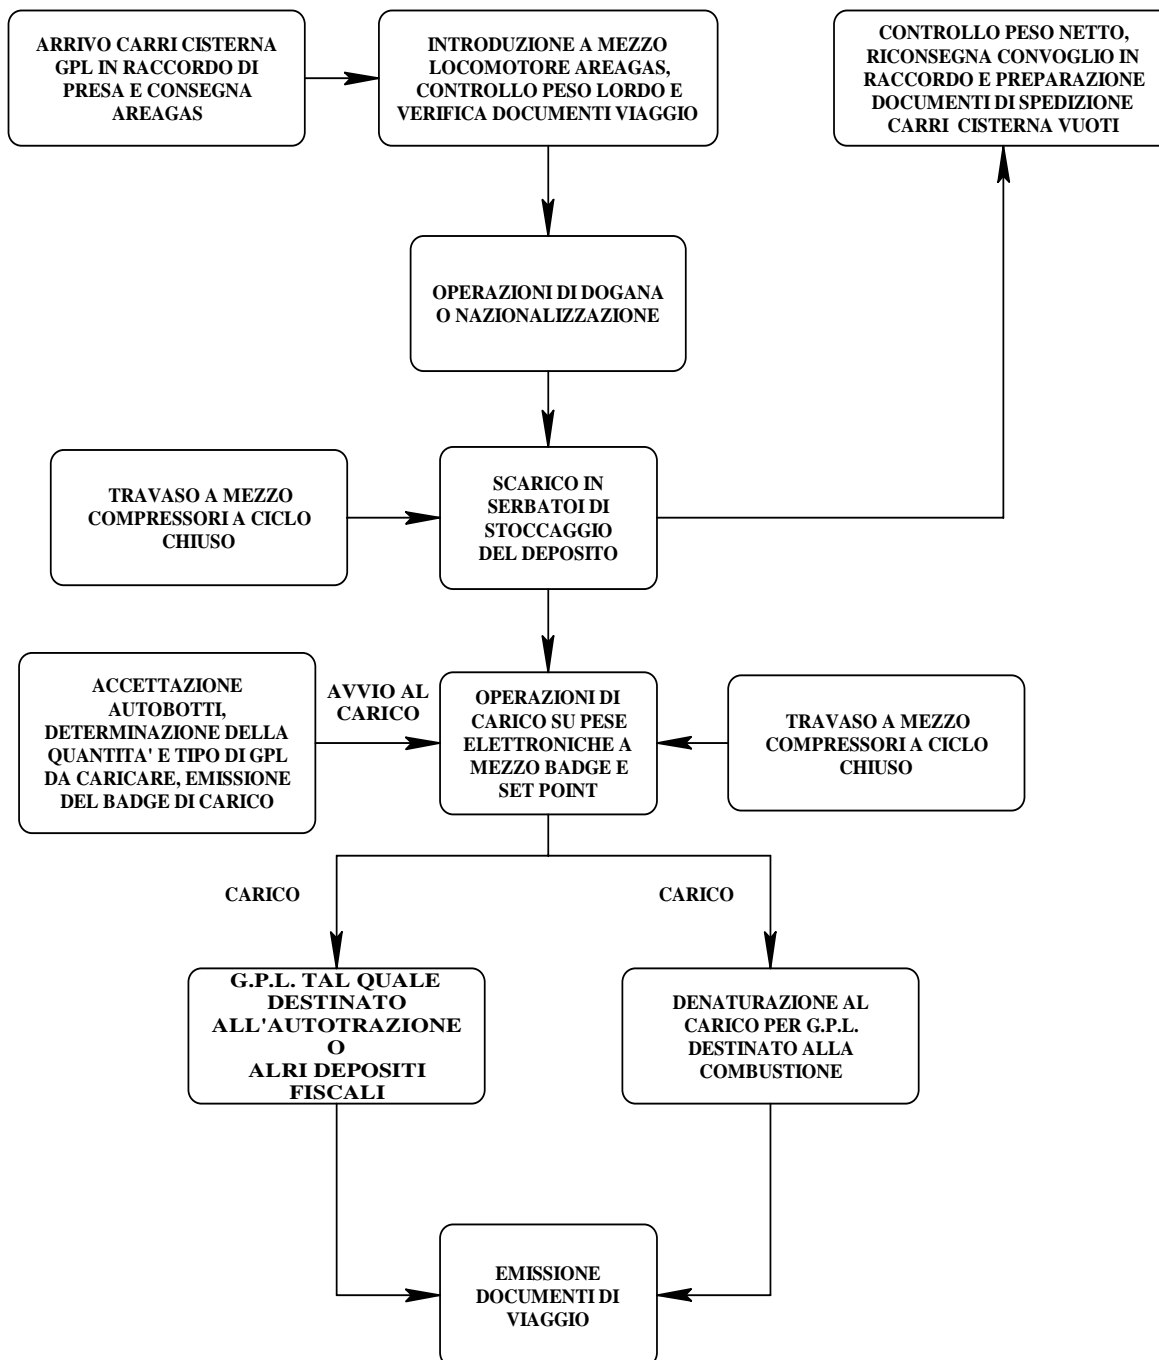 ARRIVO CARRI CISTERNA
GPL IN RACCORDO DI
PRESA E CONSEGNA
AREAGAS
INTRODUZIONE A MEZZO
LOCOMOTORE AREAGAS,
CONTROLLO PESO LORDO E
VERIFICA DOCUMENTI VIAGGIO
CONTROLLO PESO NETTO,
RICONSEGNA CONVOGLIO IN
RACCORDO E PREPARAZIONE
DOCUMENTI DI SPEDIZIONE
CARRI CISTERNA VUOTI
OPERAZIONI DI DOGANA
O NAZIONALIZZAZIONE
TRAVASO A MEZZO
COMPRESSORI A CICLO
CHIUSO
SCARICO IN
SERBATOI DI
STOCCAGGIO
DEL DEPOSITO
ACCETTAZIONE
AUTOBOTTI,
DETERMINAZIONE DELLA
QUANTITA' E TIPO DI GPL
DA CARICARE, EMISSIONE
DEL BADGE DI CARICO
AVVIO AL
CARICO
OPERAZIONI DI
CARICO SU PESE
ELETTRONICHE A
MEZZO BADGE E
SET POINT
TRAVASO A MEZZO
COMPRESSORI A CICLO
CHIUSO
CARICO
CARICO
G.P.L. TAL QUALE
DESTINATO
ALL'AUTOTRAZIONE
O
ALRI DEPOSITI
FISCALI
DENATURAZIONE AL
CARICO PER G.P.L.
DESTINATO ALLA
COMBUSTIONE
EMISSIONE
DOCUMENTI DI
VIAGGIO